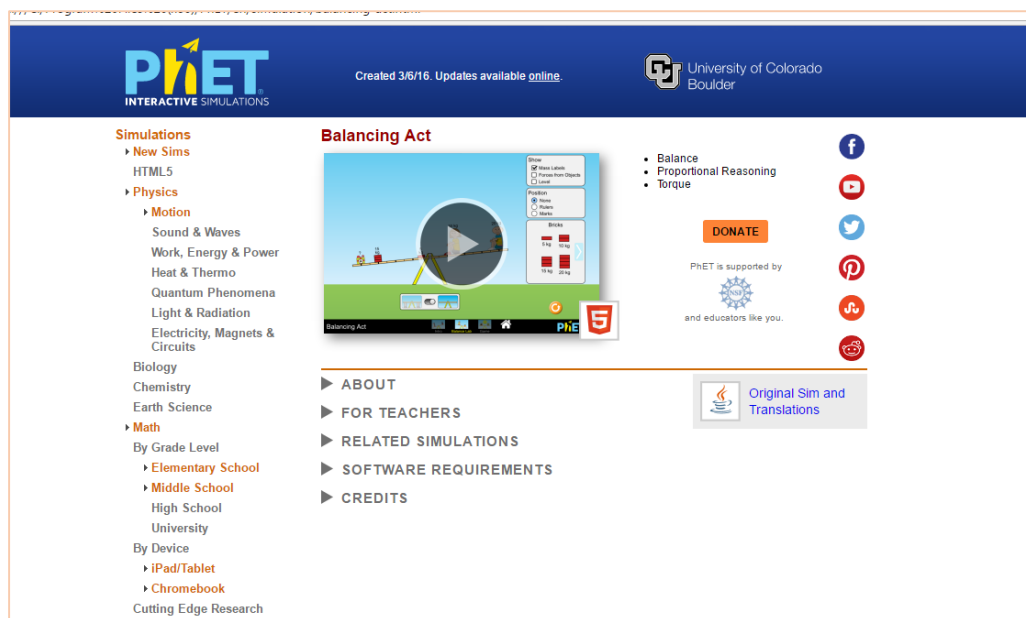 PhET
INTERACTIVE SIMULATIONS
Created 3/6/16. Updates available online.
CU
University of Colorado
Boulder
Simulations
New Sims
HTML5
Physics
Motion
Sound & Waves
Work, Energy & Power
Heat & Thermo
Quantum Phenomena
Light & Radiation
Electricity, Magnets &
Circuits
Biology
Chemistry
Earth Science
Math
By Grade Level
Elementary School
Middle School
High School
University
By Device
iPad/Tablet
Chromebook
Cutting Edge Research
Balancing Act
Show
Mass Labels
Forces from Objects
Level
Position
None
Rulers
Marks
Bricks
5 kg 10 kg
15 kg 20 kg
Balancing Act
PhET
5
Balance
Proportional Reasoning
Torque
DONATE
PhET is supported by
NSF
and educators like you.
ABOUT
FOR TEACHERS
RELATED SIMULATIONS
SOFTWARE REQUIREMENTS
CREDITS
Original Sim and
Translations